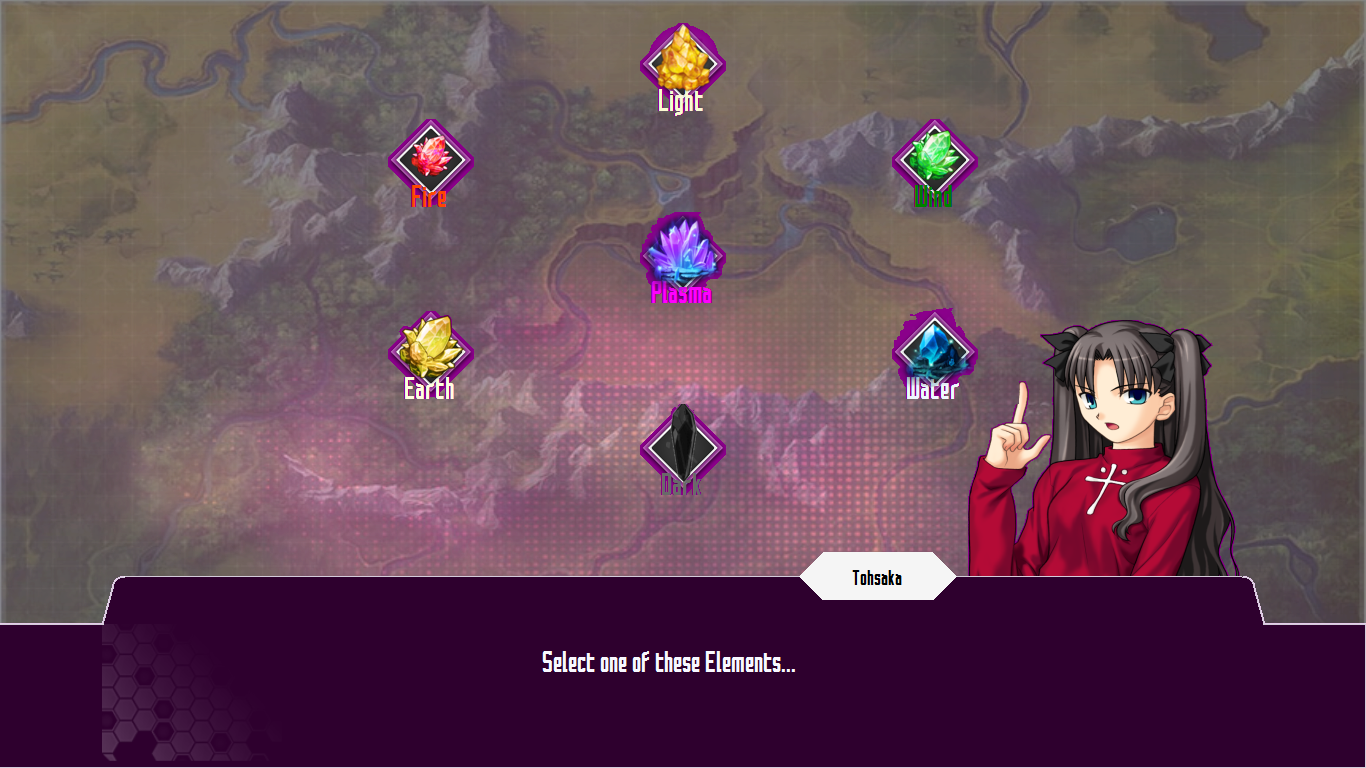 Light
Fire
Wind
Plasma
Earth
Water
Dark
Tohsaka
Select one of these Elements...